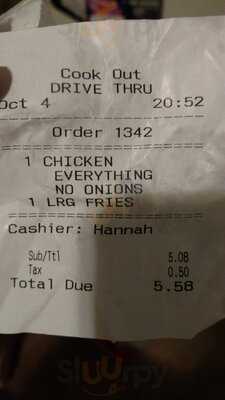 Cook Out
DRIVE THRU
Oct 4 20:52
Order 1342
1 CHICKEN
EVERYTHING
NO ONIONS
1 LRG FRIES
Cashier: Hannah
Sub/Ttl 5.08
Tax 0.50
Total Due 5.58
Slurrpy